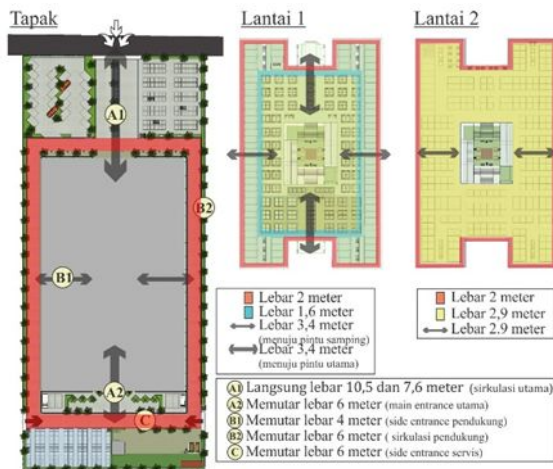 Tapak
Lantai 1
Lantai 2
A1
B2
B1
A2
C
Lebar 2 meter
Lebar 1,6 meter
Lebar 3,4 meter
(menuju pintu samping)
Lebar 3,4 meter
(menuju pintu utama)
Lebar 2 meter
Lebar 2,9 meter
Lebar 2.9 meter
A1 Langsung lebar 10,5 dan 7,6 meter (sirkulasi utama)
A2 Memutar lebar 6 meter (main entrance utama)
B1 Memutar lebar 4 meter (side entrance pendukung)
B2 Memutar lebar 6 meter ( sirkulasi pendukung)
C Memutar lebar 6 meter (side entance servis)